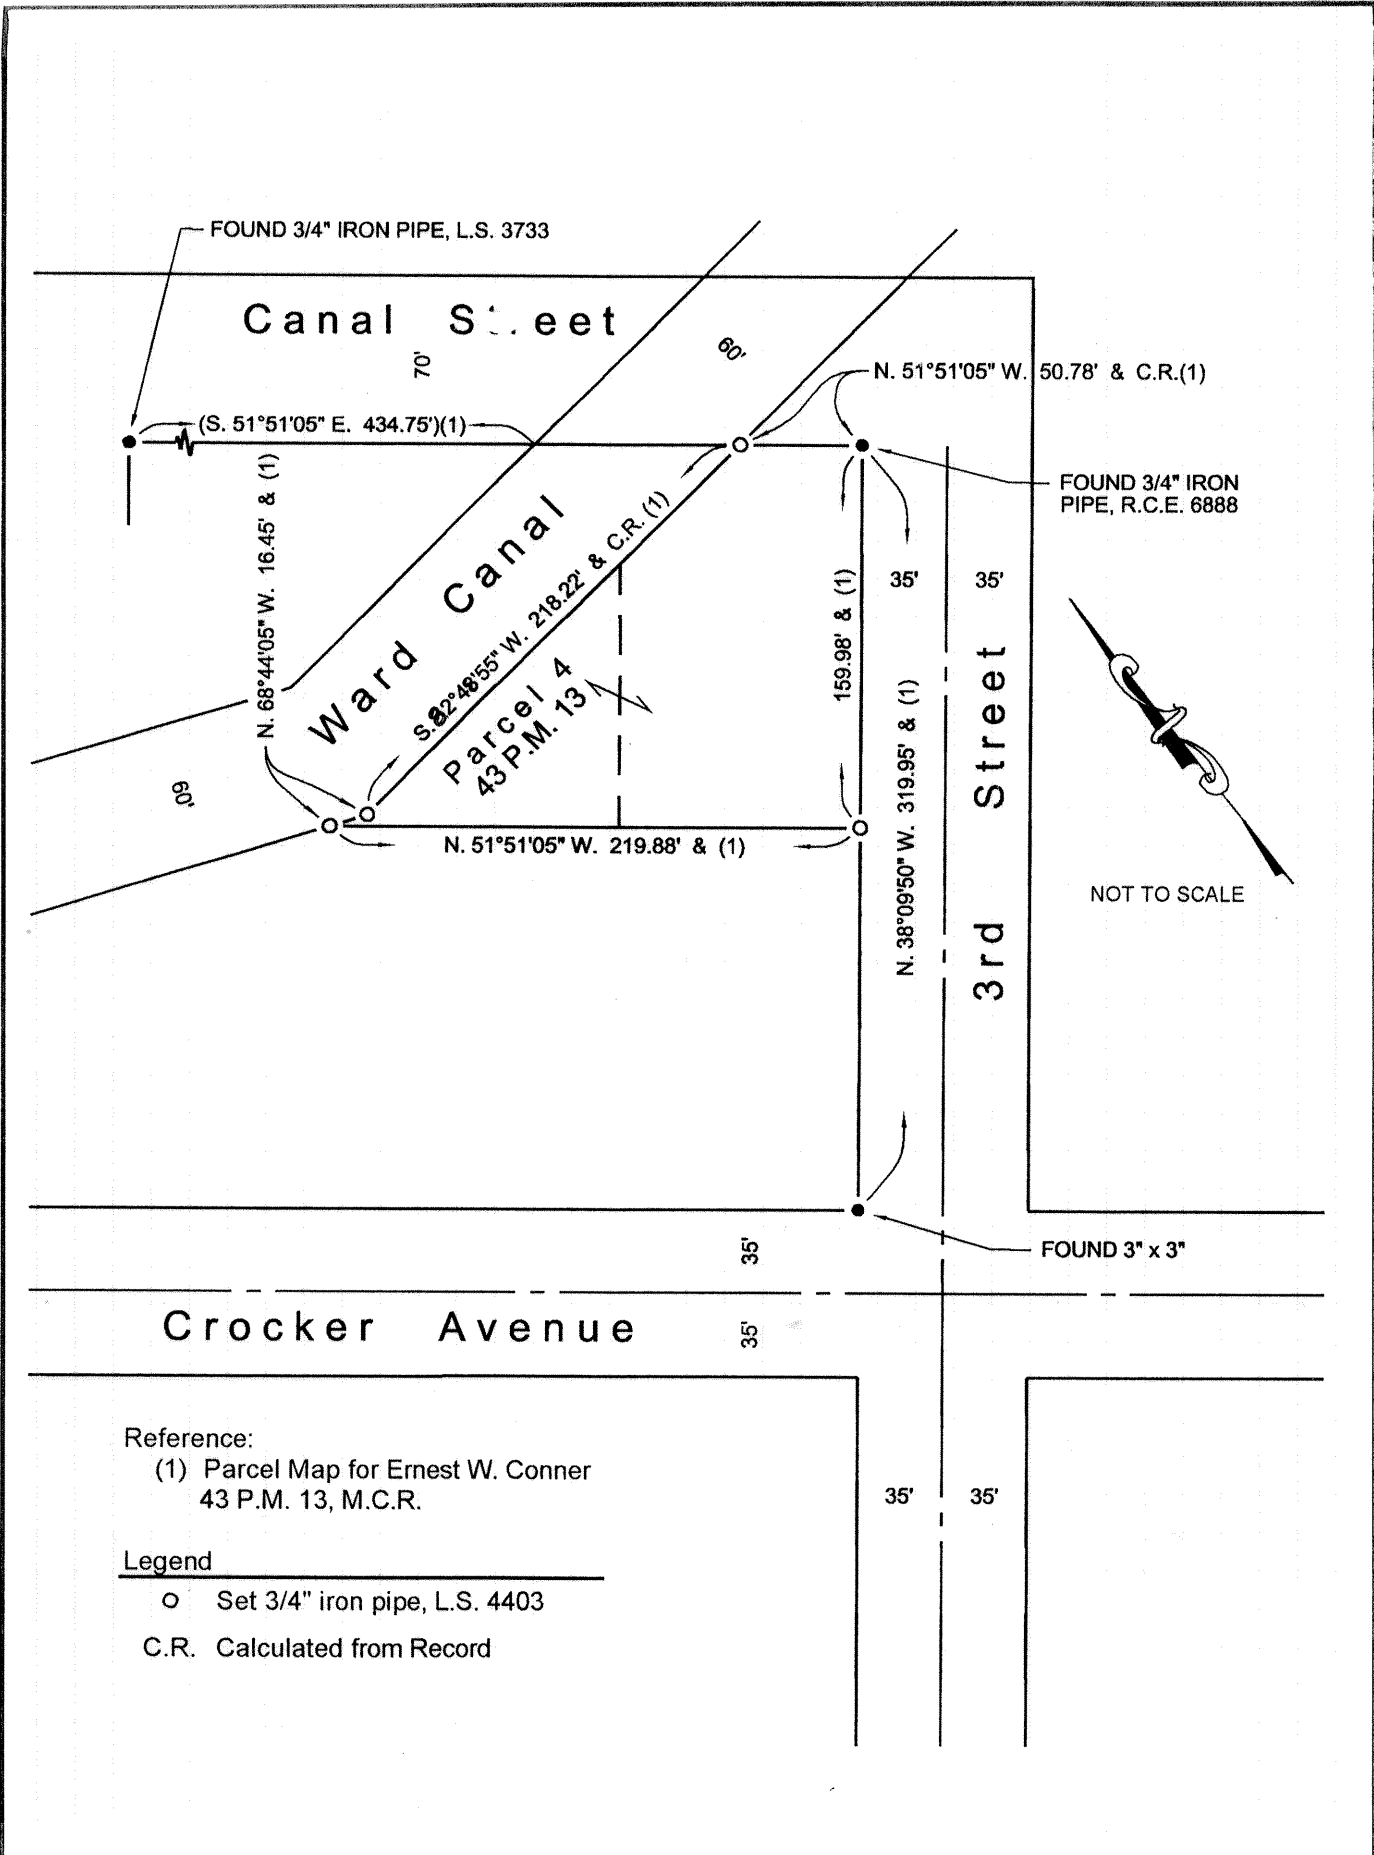 FOUND 3/4" IRON PIPE, L.S. 3733
Canal
70'
60'
N. 51°51'05" W. 50.78' & C.R.(1)
(S. 51°51'05" E. 434.75')(1)
FOUND 3/4" IRON
PIPE, R.C.E. 6888
N. 68°44'05" W. 16.45' & (1)
Ward Canal
W. 218.22' & C.R. (1)
Parcel 4
43 P.M. 13
159.98' & (1)
35'
35'
N. 38°09'50" W. 319.95' & (1)
3rd Street
60'
N. 51°51'05" W. 219.88' & (1)
NOT TO SCALE
35'
FOUND 3" x 3"
Crocker Avenue
35'
Reference:
(1) Parcel Map for Ernest W. Conner
43 P.M. 13, M.C.R.
35'
35'
Legend
Set 3/4" iron pipe, L.S. 4403
C.R. Calculated from Record